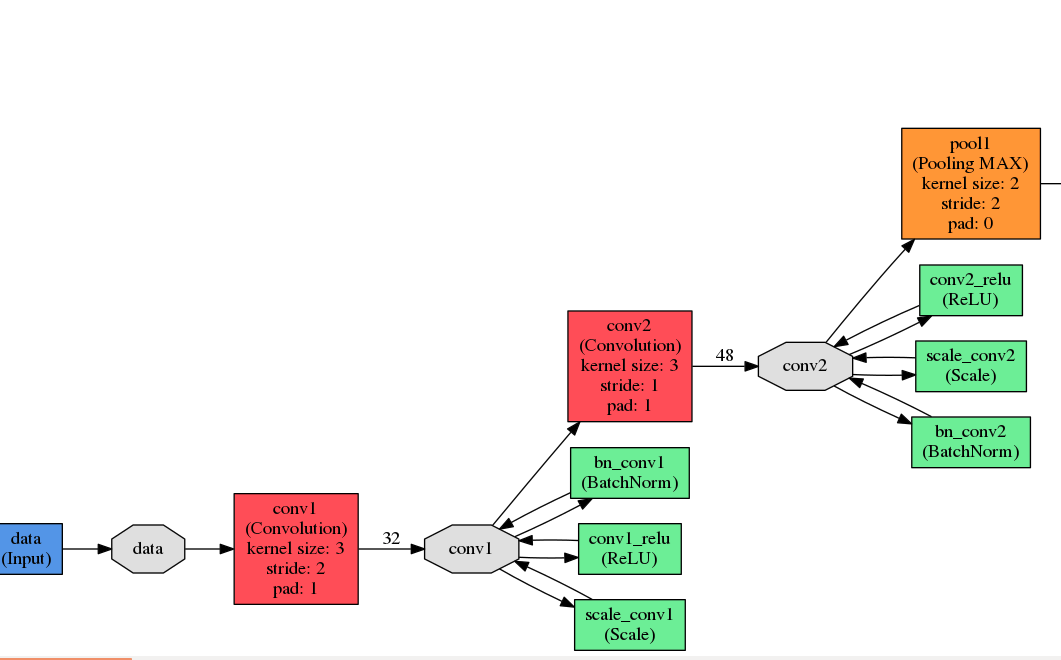 data
(Input)
data
conv1
(Convolution)
kernel size: 3
stride: 2
pad: 1
32
conv1
conv2
(Convolution)
kernel size: 3
stride: 1
pad: 1
bn_conv1
(BatchNorm)
conv1_relu
(ReLU)
scale_conv1
(Scale)
48
conv2
pool1
(Pooling MAX)
kernel size: 2
stride: 2
pad: 0
conv2_relu
(ReLU)
scale_conv2
(Scale)
bn_conv2
(BatchNorm)